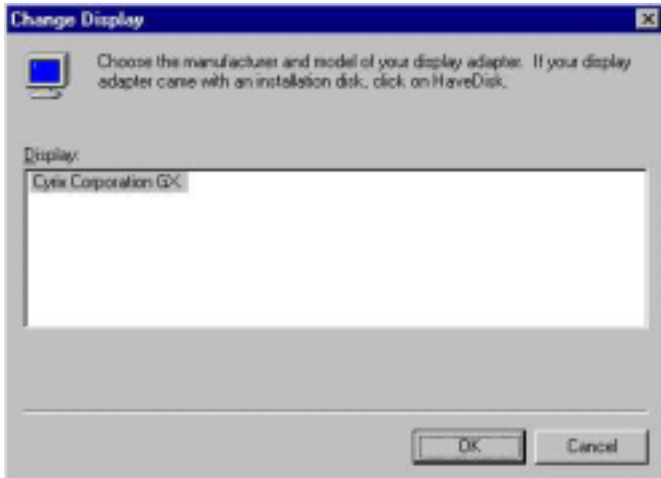 Change Display
Choose the manufacturer and model of your display adapter. If your display
adapter came with an installation disk, click on HaveDisk.
Display:
Cyrix Corporation GX
OK
Cancel